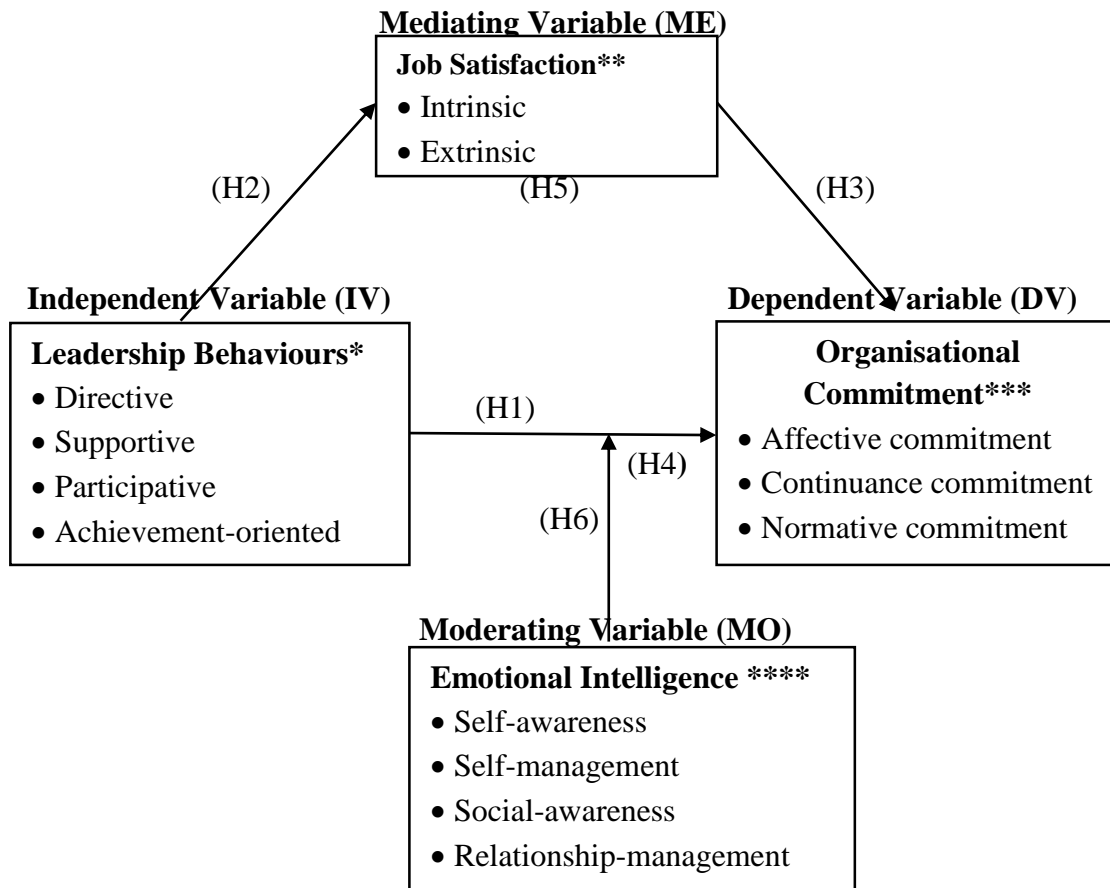 Mediating Variable (ME)
Job Satisfaction**
• Intrinsic
• Extrinsic
(H2)
(H5)
(H3)
Independent Variable (IV)
Dependent Variable (DV)
Leadership Behaviours*
• Directive
• Supportive
• Participative
• Achievement-oriented
(H1)
(H4)
(H6)
Organisational
Commitment***
• Affective commitment
• Continuance commitment
• Normative commitment
Moderating Variable (MO)
Emotional Intelligence ****
• Self-awareness
• Self-management
• Social-awareness
• Relationship-management